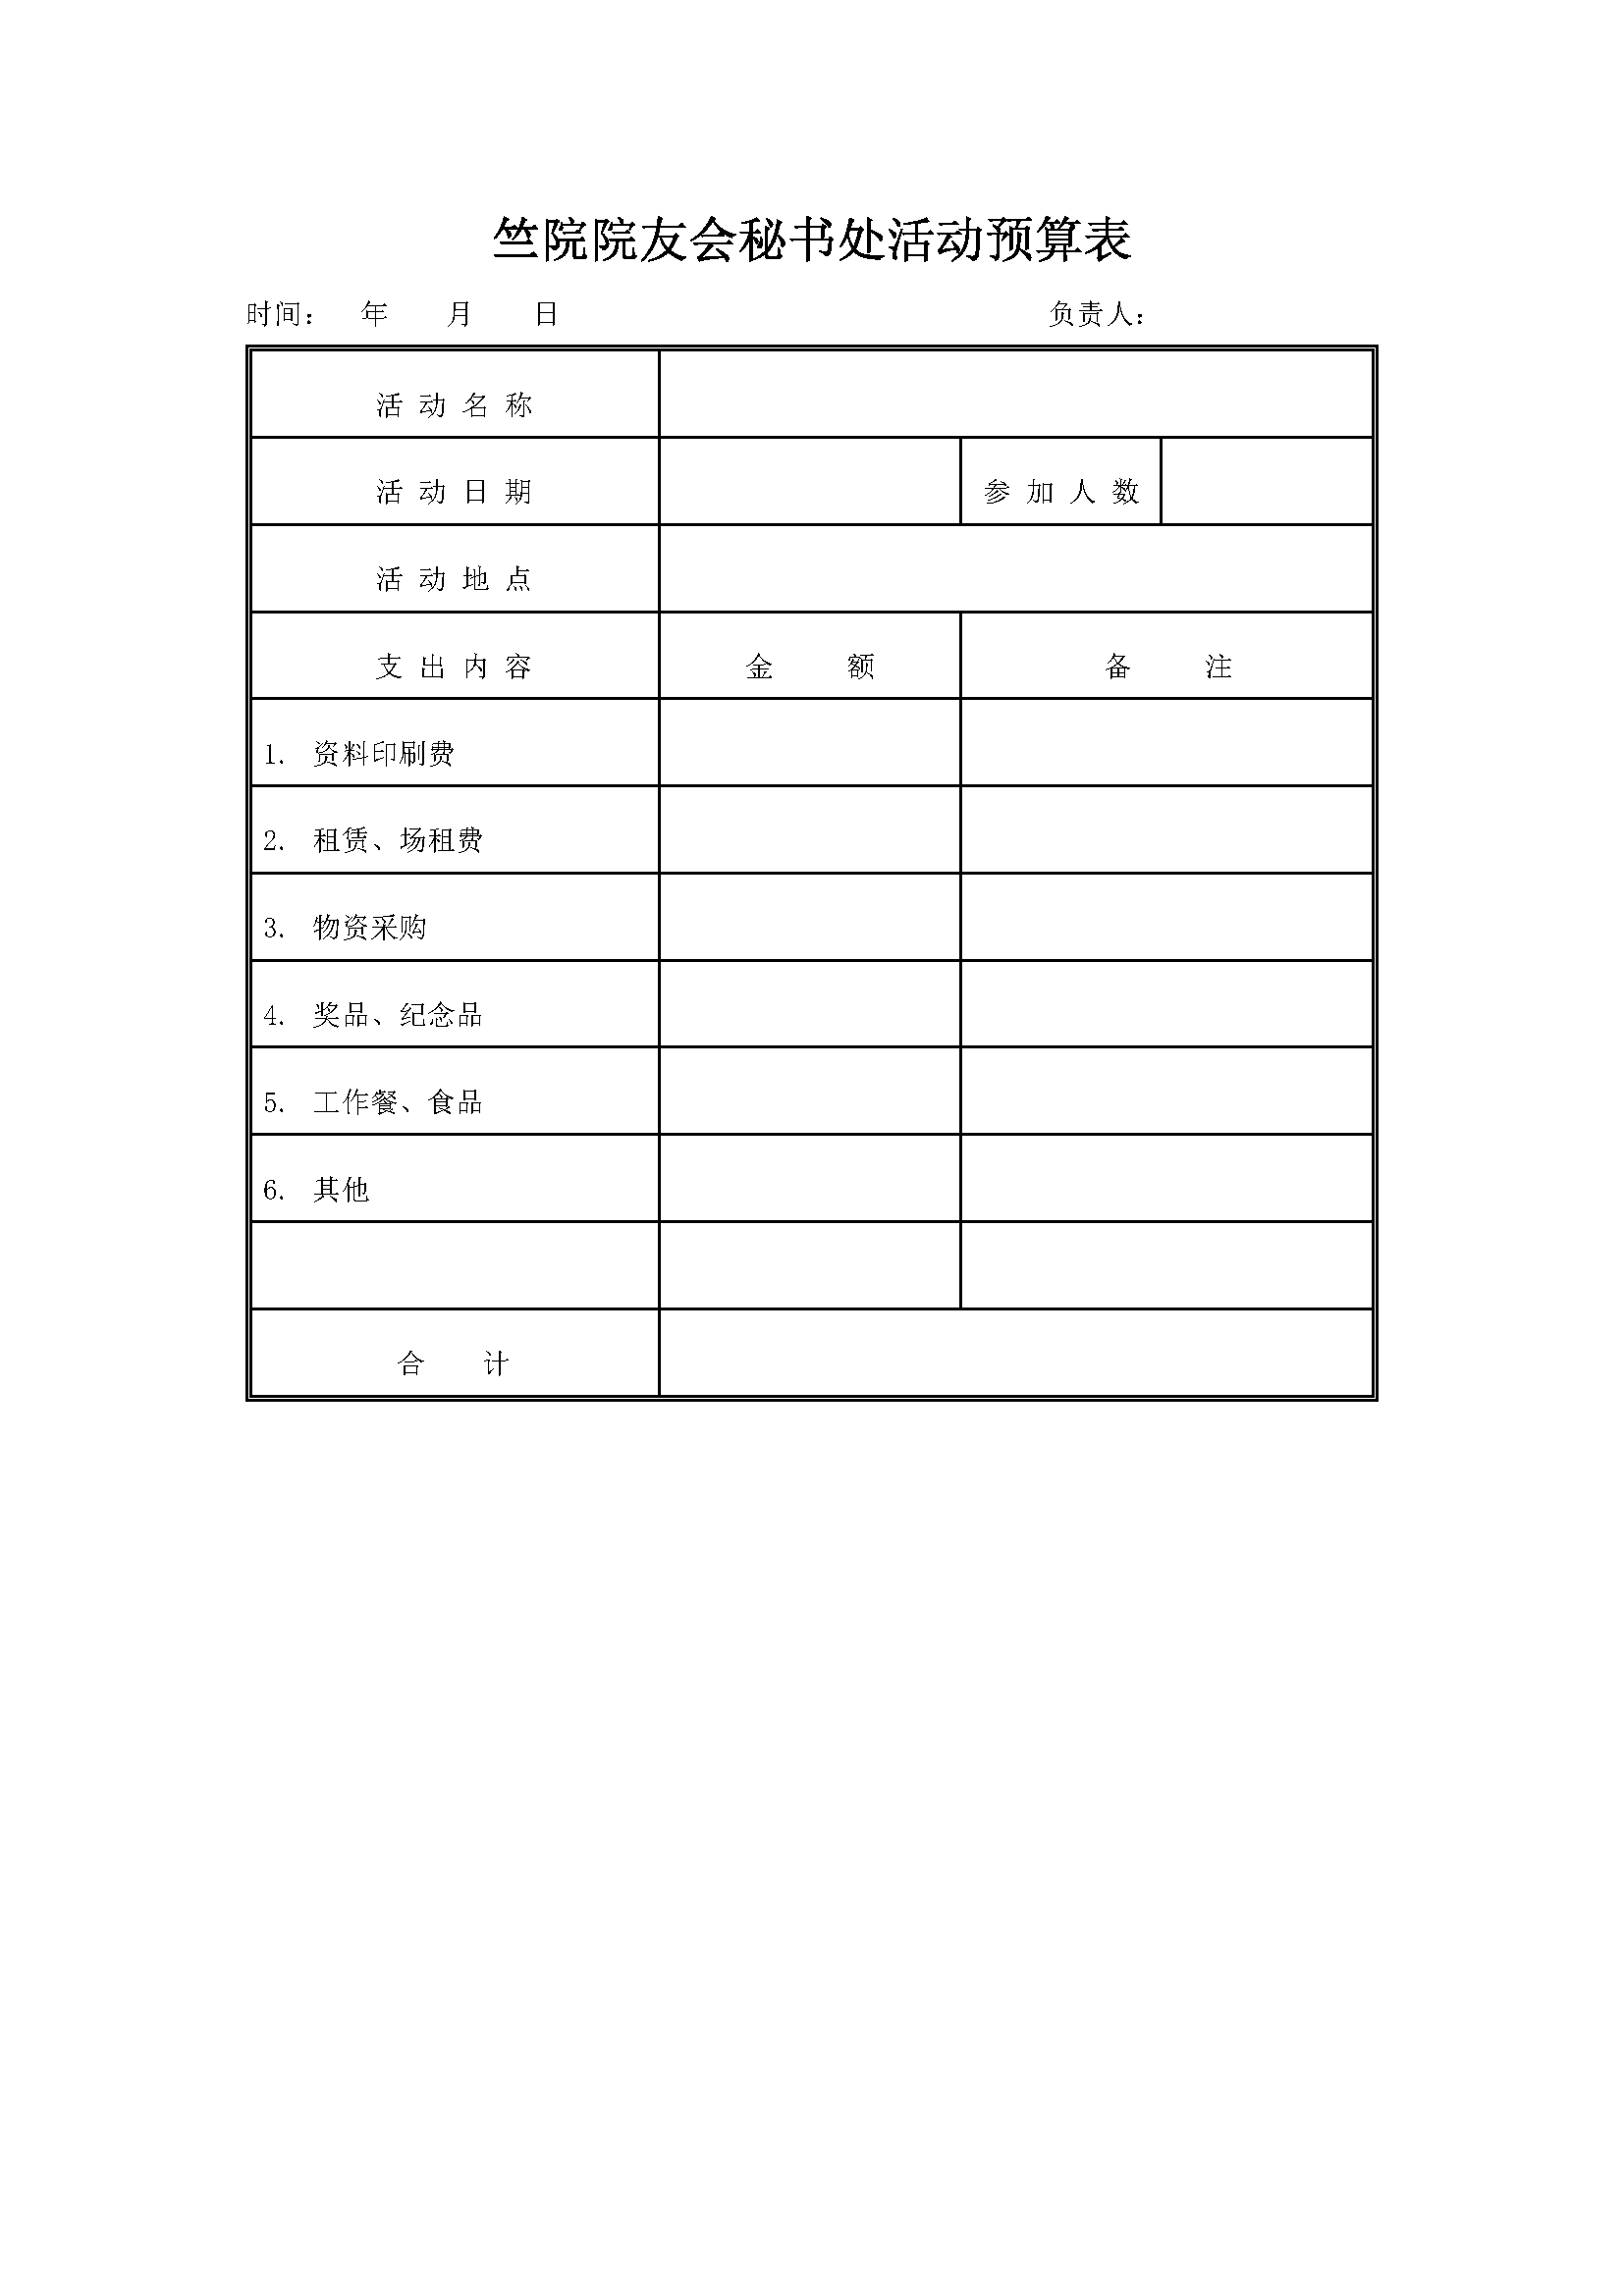 竺院院友会秘书处活动预算表
时间： 年 月 日 负责人：
活 动 名 称
活 动 日 期 参 加 人 数
活 动 地 点
支 出 内 容 金 额 备 注
1. 资料印刷费
2. 租赁、场租费
3. 物资采购
4. 奖品、纪念品
5. 工作餐、食品
6. 其他
合 计